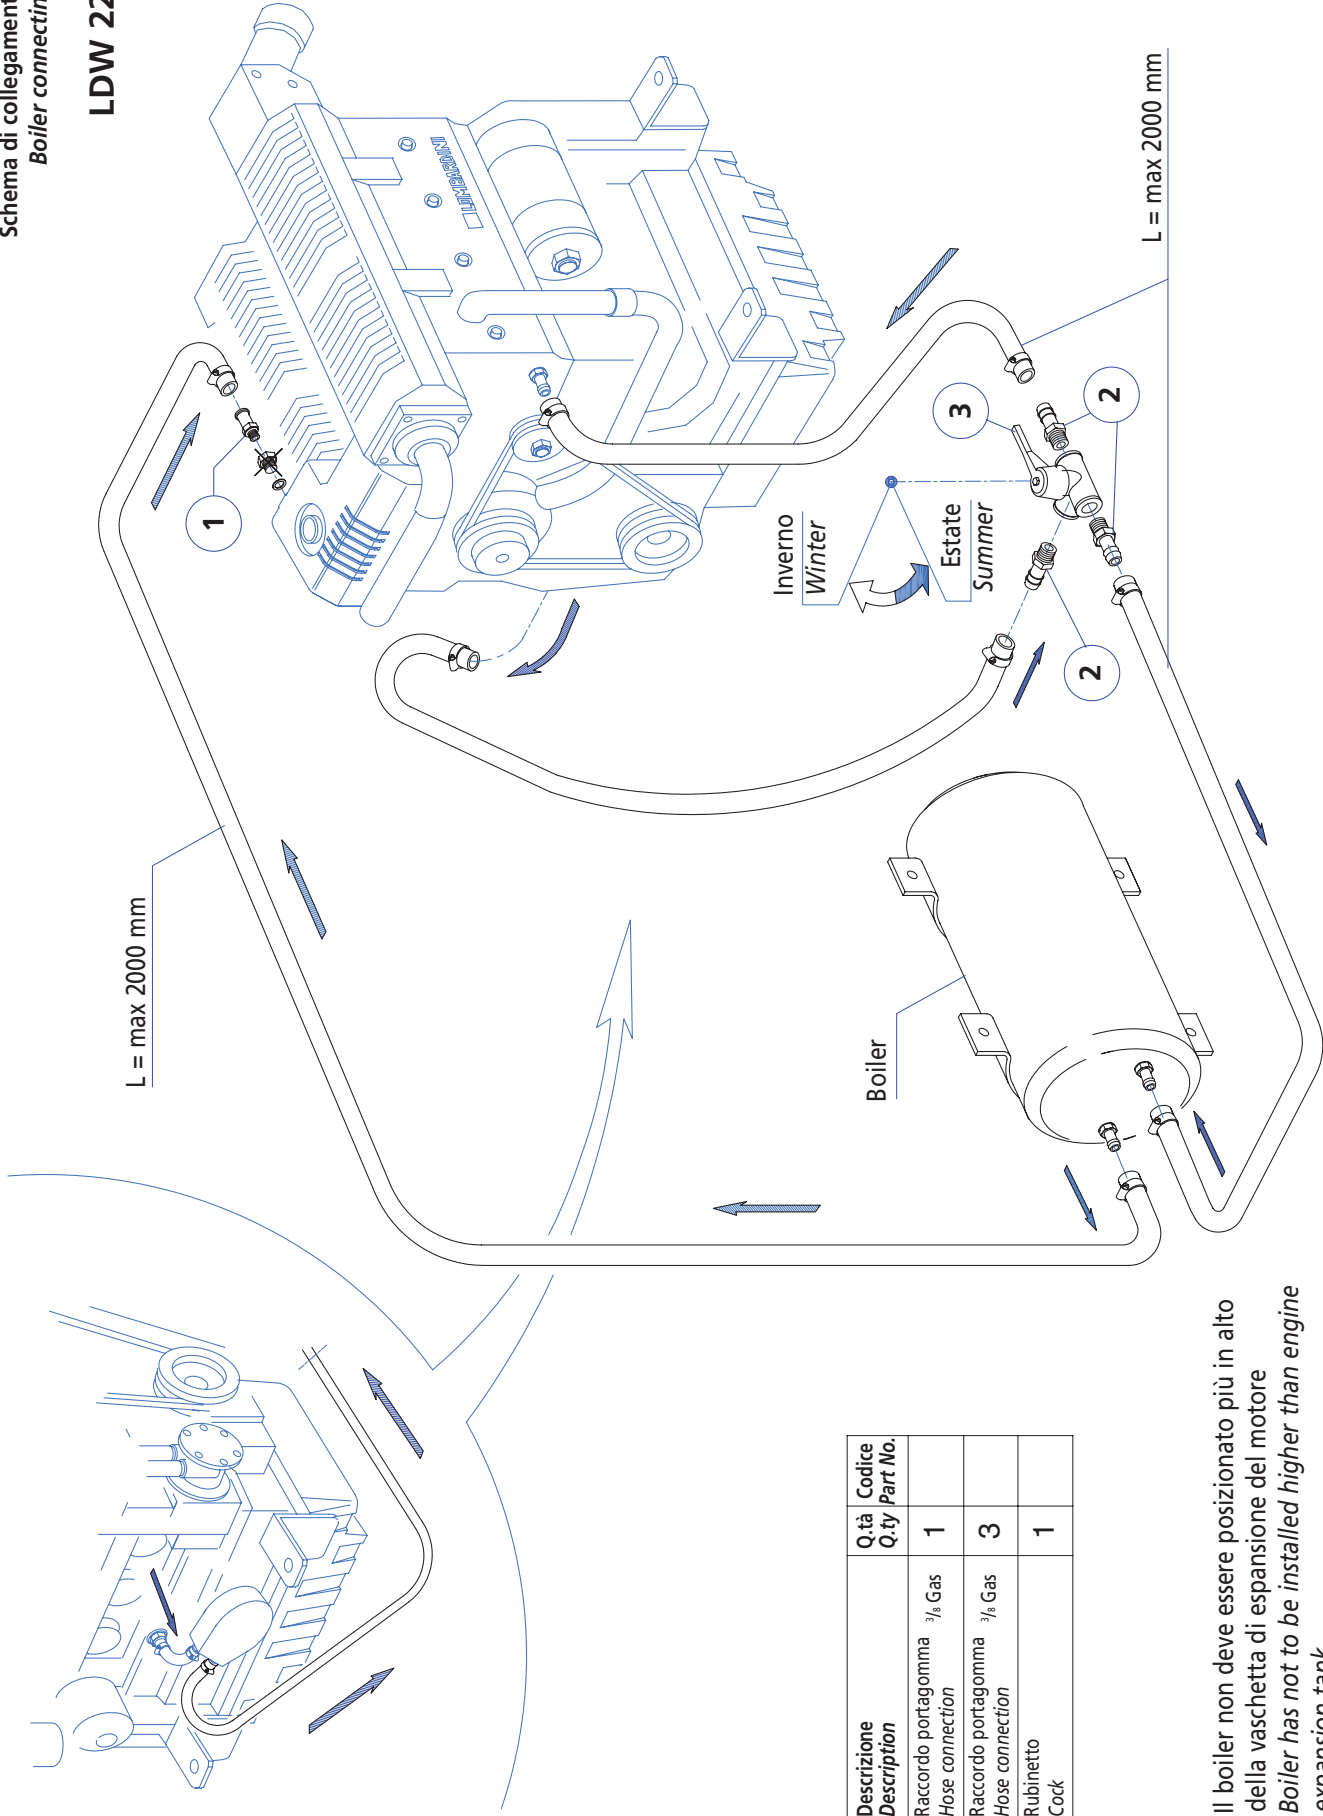 Schema di collegament
Boiler connectin
LDW 22
L = max 2000 mm
LOMBARDINI
1
3
2
2
Inverno
Winter
Estate
Summer
L = max 2000 mm
Boiler
Descrizione Q.tà Codice
Description Q.ty Part No.
Raccordo portagomma 3/8 Gas 1
Hose connection
Raccordo portagomma 3/8 Gas 3
Hose connection
Rubinetto 1
Cock
Il boiler non deve essere posizionato più in alto
della vaschetta di espansione del motore
Boiler has not to be installed higher than engine
expansion tank